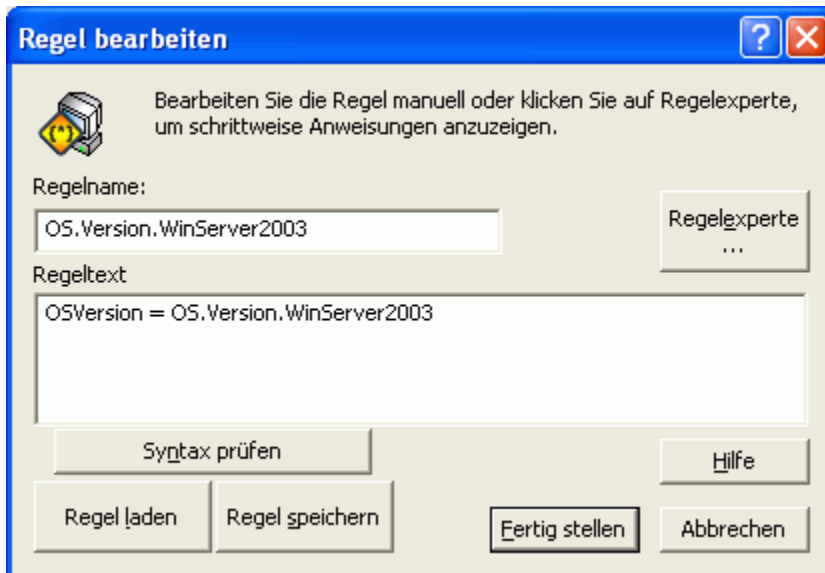 Regel bearbeiten
Bearbeiten Sie die Regel manuell oder klicken Sie auf Regelexperte,
um schrittweise Anweisungen anzuzeigen.
Regelname:
OS.Version.WinServer2003
Regelexperte
...
Regeltext
OSVersion = OS.Version.WinServer2003
Syntax prüfen
Hilfe
Regel laden
Regel speichern
Fertig stellen
Abbrechen